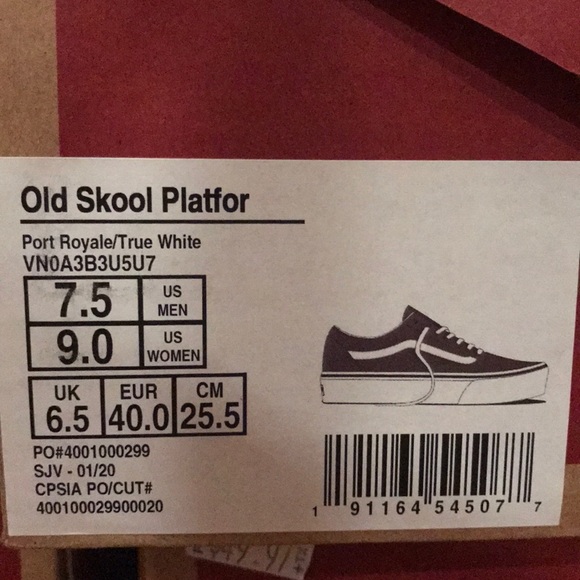 Old Skool Platfor
Port Royale/True White
VN0A3B3U5U7
7.5 US MEN
9.0 US WOMEN
UK EUR CM
6.5 40.0 25.5
PO#4001000299
SJV - 01/20
CPSIA PO/CUT#
400100029900020
1 91164 54507 7